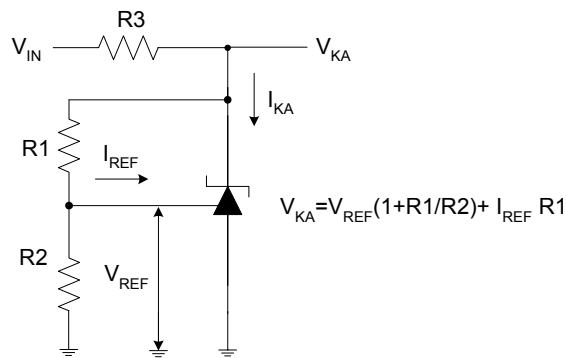 R3
V_IN
V_KA
I_KA
R1
I_REF
V_KA=V_REF(1+R1/R2)+ I_REF R1
R2
V_REF